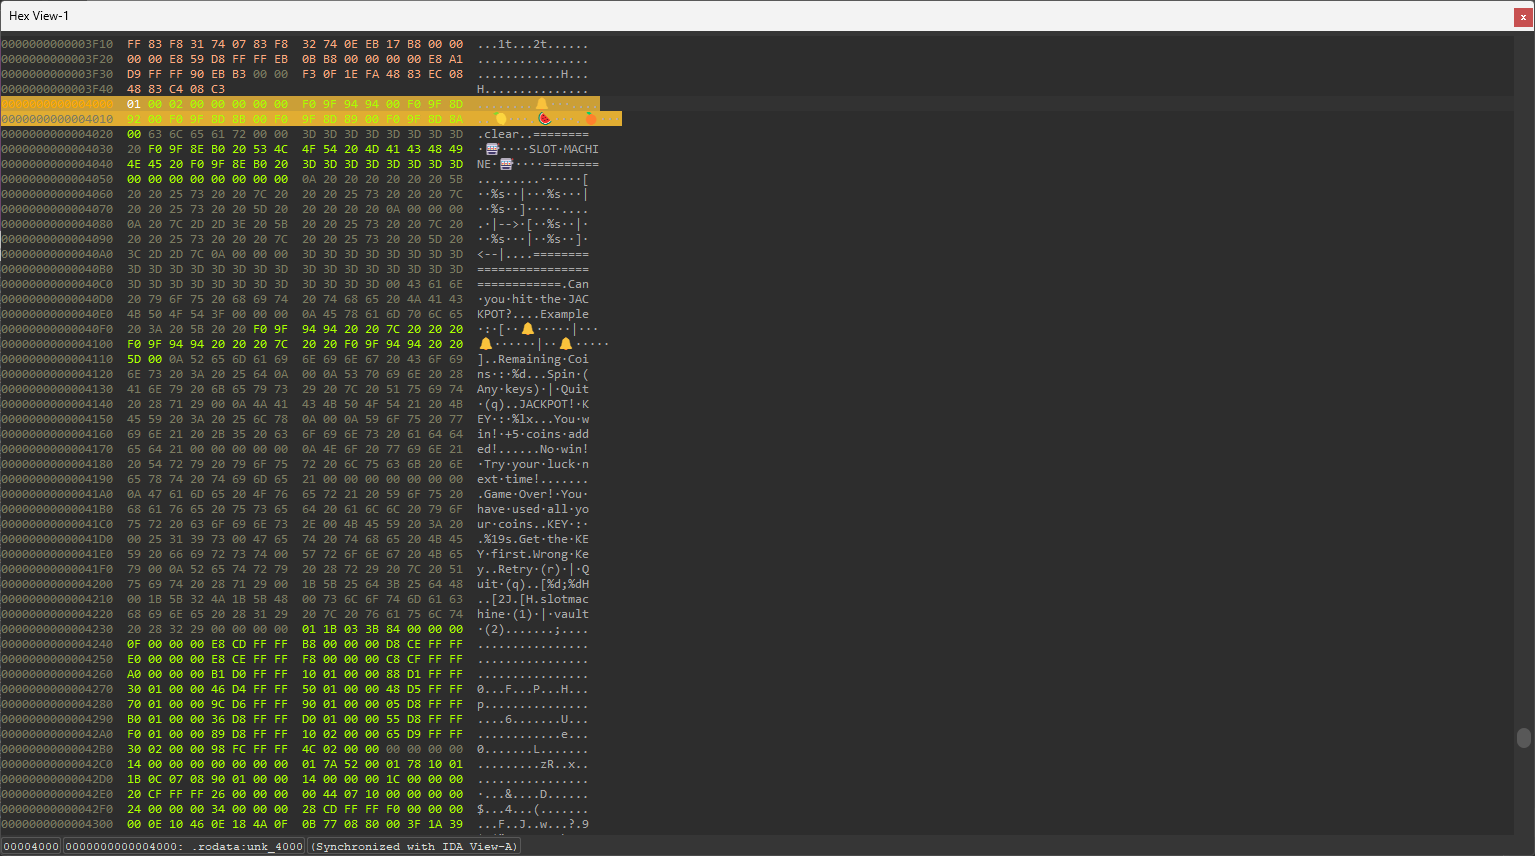 Hex View-1
x
0000000000003F10 FF 83 F8 31 74 07 83 F8 32 74 0E EB 17 B8 00 00 ...1t...2t......
0000000000003F20 00 00 E8 59 D8 FF FF EB 0B B8 00 00 00 00 E8 A1 ................
0000000000003F30 D9 FF FF 90 EB B3 00 00 F3 0F 1E FA 48 83 EC 08 ............H...
0000000000003F40 48 83 C4 08 C3 H...............
0000000000004000 01 00 02 00 00 00 00 00 F0 9F 94 94 00 F0 9F 8D ........🔔......
0000000000004010 92 00 F0 9F 8D 8B 00 F0 9F 8D 89 00 F0 9F 8D 8A ..🍋....🍉....🍊...
0000000000004020 00 63 6C 65 61 72 00 00 3D 3D 3D 3D 3D 3D 3D 3D .clear..========
0000000000004030 20 F0 9F 8E B0 20 53 4C 4F 54 20 4D 41 43 48 49 ·🎰····SLOT·MACHI
0000000000004040 4E 45 20 F0 9F 8E B0 20 3D 3D 3D 3D 3D 3D 3D 3D NE·🎰····========
0000000000004050 00 00 00 00 00 00 00 00 0A 20 20 20 20 20 20 5B .........······[
0000000000004060 20 20 25 73 20 20 7C 20 20 20 25 73 20 20 20 7C ··%s··|···%s···|
0000000000004070 20 20 25 73 20 20 5D 20 20 20 20 20 0A 00 00 00 ··%s··]·····....
0000000000004080 0A 20 7C 2D 2D 3E 20 5B 20 20 25 73 20 20 7C 20 .·|-->·[··%s··|·
0000000000004090 20 20 25 73 20 20 20 7C 20 20 25 73 20 20 5D 20 ··%s···|··%s··]·
00000000000040A0 3C 2D 2D 7C 0A 00 00 00 3D 3D 3D 3D 3D 3D 3D 3D <--|....========
00000000000040B0 3D 3D 3D 3D 3D 3D 3D 3D 3D 3D 3D 3D 3D 3D 3D 3D ================
00000000000040C0 3D 3D 3D 3D 3D 3D 3D 3D 3D 3D 3D 3D 00 43 61 6E ============.Can
00000000000040D0 20 79 6F 75 20 68 69 74 20 74 68 65 20 4A 41 43 ·you·hit·the·JAC
00000000000040E0 4B 50 4F 54 3F 00 00 00 0A 45 78 61 6D 70 6C 65 KPOT?....Example
00000000000040F0 20 3A 20 5B 20 20 F0 9F 94 94 20 20 7C 20 20 20 ·:·[··🔔·····|···
0000000000004100 F0 9F 94 94 20 20 20 7C 20 20 F0 9F 94 94 20 20 🔔······|··🔔·····
0000000000004110 5D 00 0A 52 65 6D 61 69 6E 69 6E 67 20 43 6F 69 ]..Remaining·Coi
0000000000004120 6E 73 20 3A 20 25 64 0A 00 0A 53 70 69 6E 20 28 ns·:·%d...Spin·(
0000000000004130 41 6E 79 20 6B 65 79 73 29 20 7C 20 51 75 69 74 Any·keys)·|·Quit
0000000000004140 20 28 71 29 00 0A 4A 41 43 4B 50 4F 54 21 20 4B ·(q)..JACKPOT!·K
0000000000004150 45 59 20 3A 20 25 6C 78 0A 00 0A 59 6F 75 20 77 EY·:·%lx...You·w
0000000000004160 69 6E 21 20 2B 35 20 63 6F 69 6E 73 20 61 64 64 in!·+5·coins·add
0000000000004170 65 64 21 00 00 00 00 00 0A 4E 6F 20 77 69 6E 21 ed!......No·win!
0000000000004180 20 54 72 79 20 79 6F 75 72 20 6C 75 63 6B 20 6E ·Try·your·luck·n
0000000000004190 65 78 74 20 74 69 6D 65 21 00 00 00 00 00 00 00 ext·time!.......
00000000000041A0 0A 47 61 6D 65 20 4F 76 65 72 21 20 59 6F 75 20 .Game·Over!·You·
00000000000041B0 68 61 76 65 20 75 73 65 64 20 61 6C 6C 20 79 6F have·used·all·yo
00000000000041C0 75 72 20 63 6F 69 6E 73 2E 00 4B 45 59 20 3A 20 ur·coins..KEY·:·
00000000000041D0 00 25 31 39 73 00 47 65 74 20 74 68 65 20 4B 45 .%19s.Get·the·KE
00000000000041E0 59 20 66 69 72 73 74 00 57 72 6F 6E 67 20 4B 65 Y·first.Wrong·Ke
00000000000041F0 79 00 0A 52 65 74 72 79 20 28 72 29 20 7C 20 51 y..Retry·(r)·|·Q
0000000000004200 75 69 74 20 28 71 29 00 1B 5B 25 64 3B 25 64 48 uit·(q)..[%d;%dH
0000000000004210 00 1B 5B 32 4A 1B 5B 48 00 73 6C 6F 74 6D 61 63 ..[2J.[H.slotmac
0000000000004220 68 69 6E 65 20 28 31 29 20 7C 20 76 61 75 6C 74 hine·(1)·|·vault
0000000000004230 20 28 32 29 00 00 00 00 01 1B 03 3B 84 00 00 00 ·(2).......;....
0000000000004240 0F 00 00 00 E8 CD FF FF B8 00 00 00 D8 CE FF FF ................
0000000000004250 E0 00 00 00 E8 CE FF FF F8 00 00 00 C8 CF FF FF ................
0000000000004260 A0 00 00 00 B1 D0 FF FF 10 01 00 00 88 D1 FF FF ................
0000000000004270 30 01 00 00 46 D4 FF FF 50 01 00 00 48 D5 FF FF 0...F...P...H...
0000000000004280 70 01 00 00 9C D6 FF FF 90 01 00 00 05 D8 FF FF p...............
0000000000004290 B0 01 00 00 36 D8 FF FF D0 01 00 00 55 D8 FF FF ....6.......U...
00000000000042A0 F0 01 00 00 89 D8 FF FF 10 02 00 00 65 D9 FF FF ............e...
00000000000042B0 30 02 00 00 98 FC FF FF 4C 02 00 00 00 00 00 00 0.......L.......
00000000000042C0 14 00 00 00 00 00 00 00 01 7A 52 00 01 78 10 01 .........zR..x..
00000000000042D0 1B 0C 07 08 90 01 00 00 14 00 00 00 1C 00 00 00 ................
00000000000042E0 20 CF FF FF 26 00 00 00 00 44 07 10 00 00 00 00 ·...&....D......
00000000000042F0 24 00 00 00 34 00 00 00 28 CD FF FF F0 00 00 00 $...4...(.......
0000000000004300 00 0E 10 46 0E 18 4A 0F 0B 77 08 80 00 3F 1A 39 ...F..J..w...?.9
00004000 0000000000004000: .rodata:unk_4000 (Synchronized with IDA View-A)